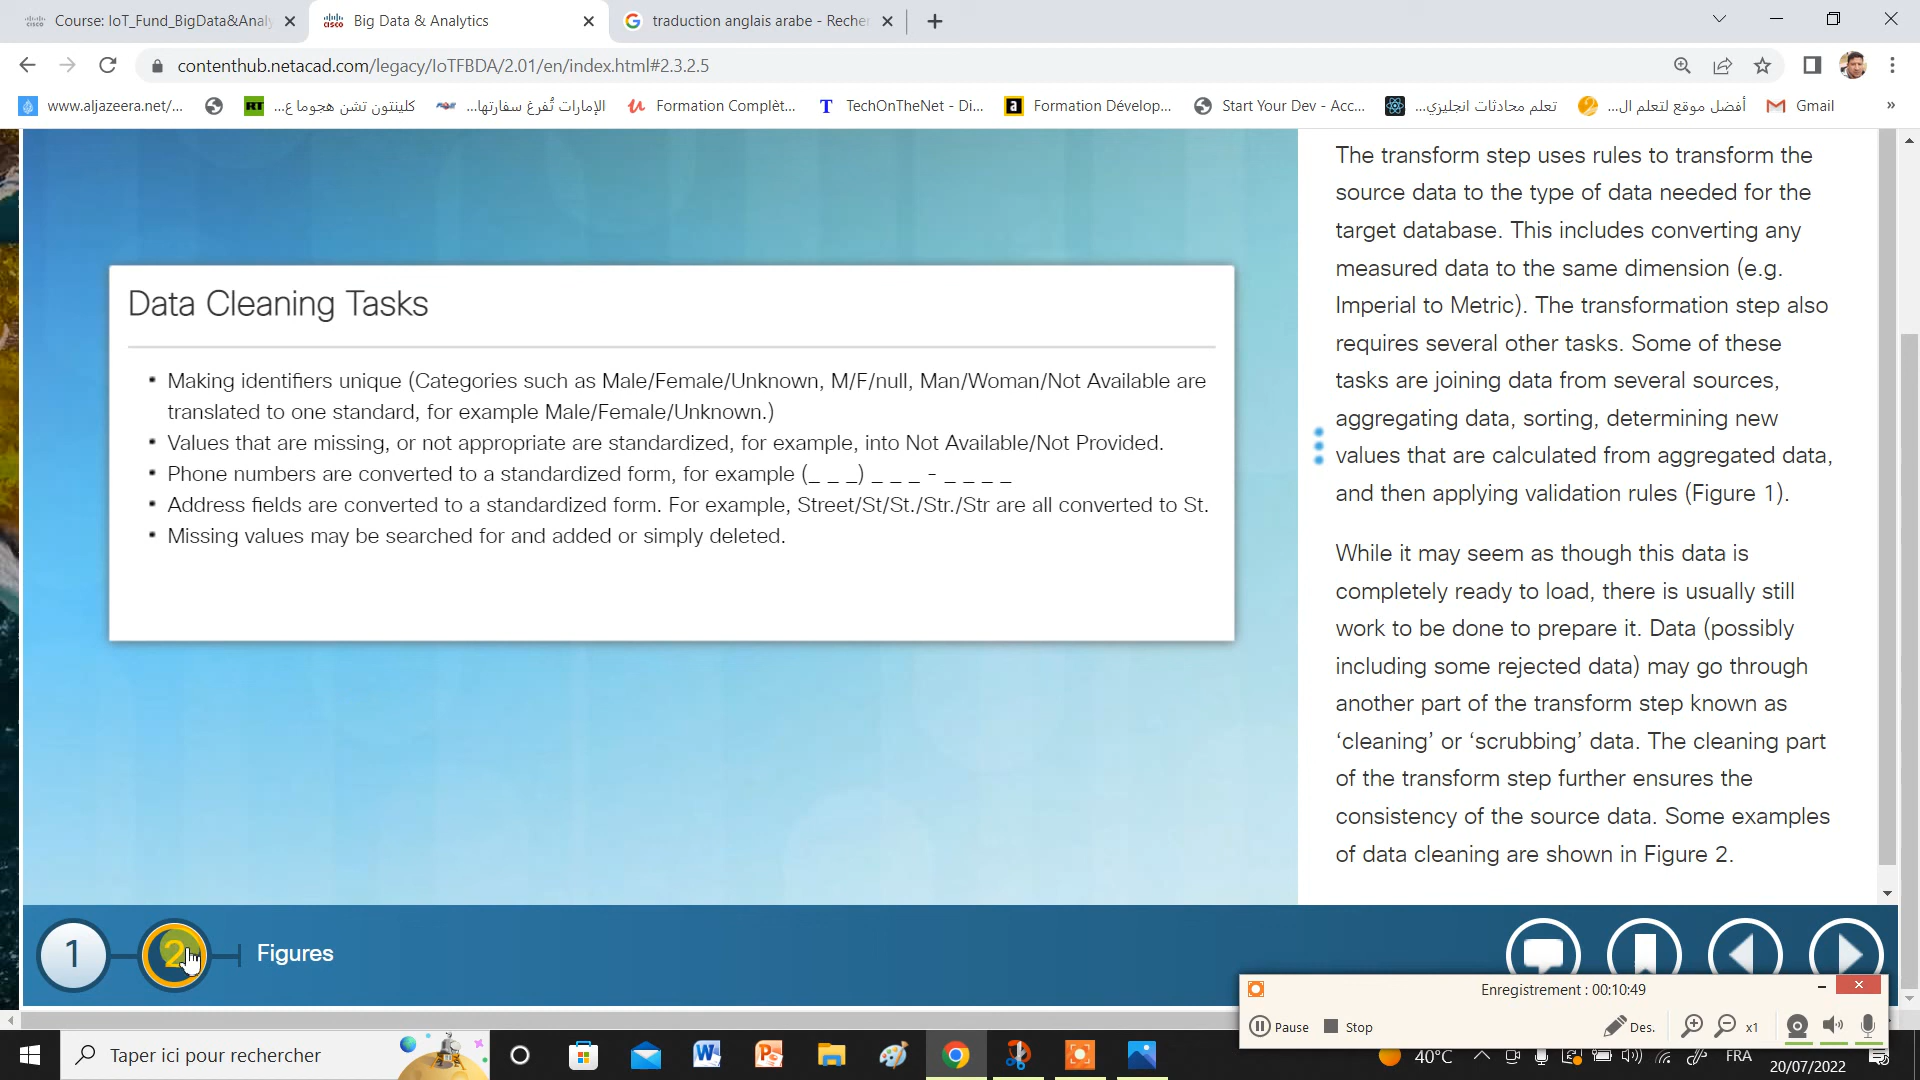 Course: IoT_Fund_BigData&Analy
Big Data & Analytics
traduction anglais arabe - Reche
contenthub.netacad.com/legacy/IoTFBDA/2.01/en/index.html#2.3.2.5
www.aljazeera.net/...
RT
كلينتون تشن هجوما ع...
الإمارات تُفرغ سفارتها...
Formation Complèt...
T
TechOnTheNet - Di...
a
Formation Dévelop...
Start Your Dev - Acc...
تعلم محادثات انجليزي...
أفضل موقع لتعلم ال...
Gmail
»
Data Cleaning Tasks
• Making identifiers unique (Categories such as Male/Female/Unknown, M/F/null, Man/Woman/Not Available are
translated to one standard, for example Male/Female/Unknown.)
• Values that are missing, or not appropriate are standardized, for example, into Not Available/Not Provided.
• Phone numbers are converted to a standardized form, for example (_ _ _) _ _ _ - _ _ _ _
• Address fields are converted to a standardized form. For example, Street/St/St./Str./Str are all converted to St.
• Missing values may be searched for and added or simply deleted.
The transform step uses rules to transform the
source data to the type of data needed for the
target database. This includes converting any
measured data to the same dimension (e.g.
Imperial to Metric). The transformation step also
requires several other tasks. Some of these
tasks are joining data from several sources,
aggregating data, sorting, determining new
values that are calculated from aggregated data,
and then applying validation rules (Figure 1).
While it may seem as though this data is
completely ready to load, there is usually still
work to be done to prepare it. Data (possibly
including some rejected data) may go through
another part of the transform step known as
‘cleaning’ or ‘scrubbing’ data. The cleaning part
of the transform step further ensures the
consistency of the source data. Some examples
of data cleaning are shown in Figure 2.
1
2
Figures
Enregistrement : 00:10:49
Pause
Stop
Des.
x1
Taper ici pour rechercher
40°C
FRA
20/07/2022